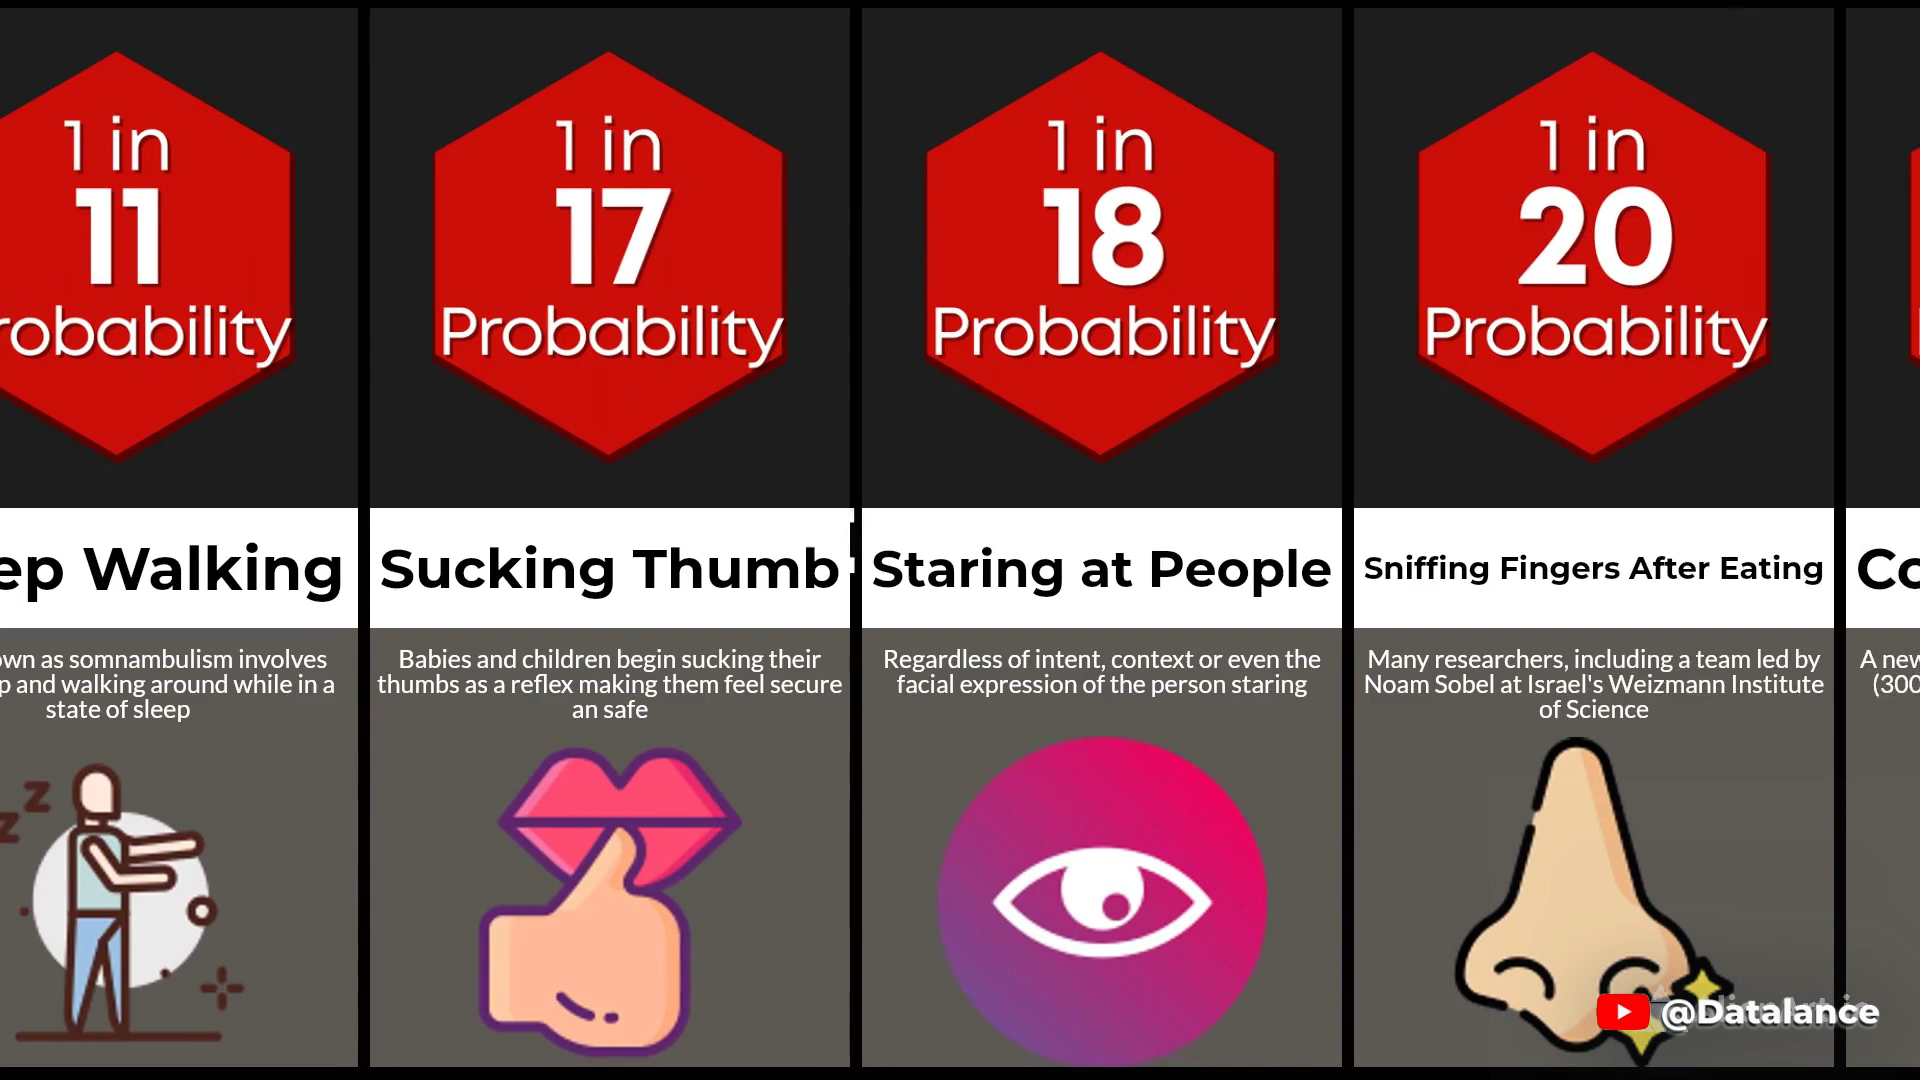 1 in
11
robability
ep Walking
own as somnambulism involves
p and walking around while in a
state of sleep
z
z
1 in
17
Probability
Sucking Thumb
Babies and children begin sucking their
thumbs as a reflex making them feel secure
an safe
1 in
18
Probability
Staring at People
Regardless of intent, context or even the
facial expression of the person staring
1 in
20
Probability
Sniffing Fingers After Eating
Many researchers, including a team led by
Noam Sobel at Israel's Weizmann Institute
of Science
Co
A new
(300
@Datalance